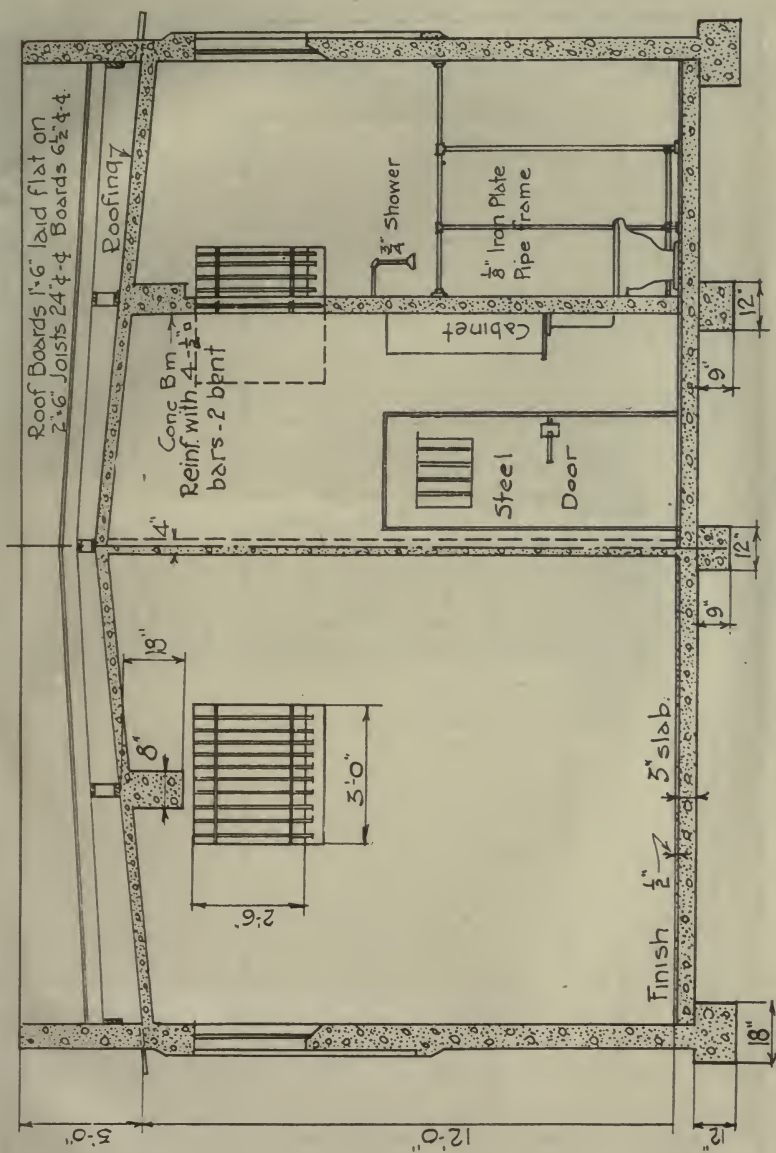 Roof Boards 1"×6" laid flat on
2"×6" Joists 24" ¢-¢ Boards 6½" ¢-¢
Roofing
Conc Bm
Reinf. with 4-½"□
bars-2 bent
¾" Shower
⅛" Iron Plate
Pipe Frame
Cabinet
Steel
Door
4"
18"
8"
3'-0"
2'-6"
Finish ½"
5" slab.
12"
9"
12"
9"
18"
3'-0"
12'-0"
12"